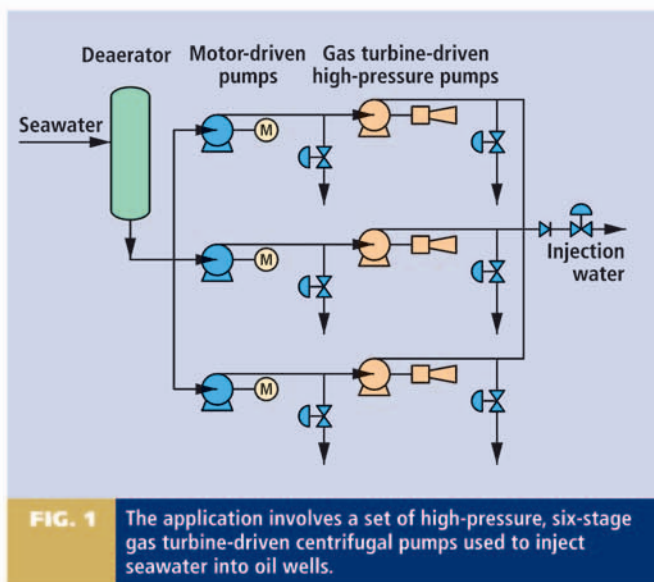 Deaerator
Motor-driven
pumps
Gas turbine-driven
high-pressure pumps
Seawater
M
M
M
Injection
water
FIG. 1
The application involves a set of high-pressure, six-stage
gas turbine-driven centrifugal pumps used to inject
seawater into oil wells.